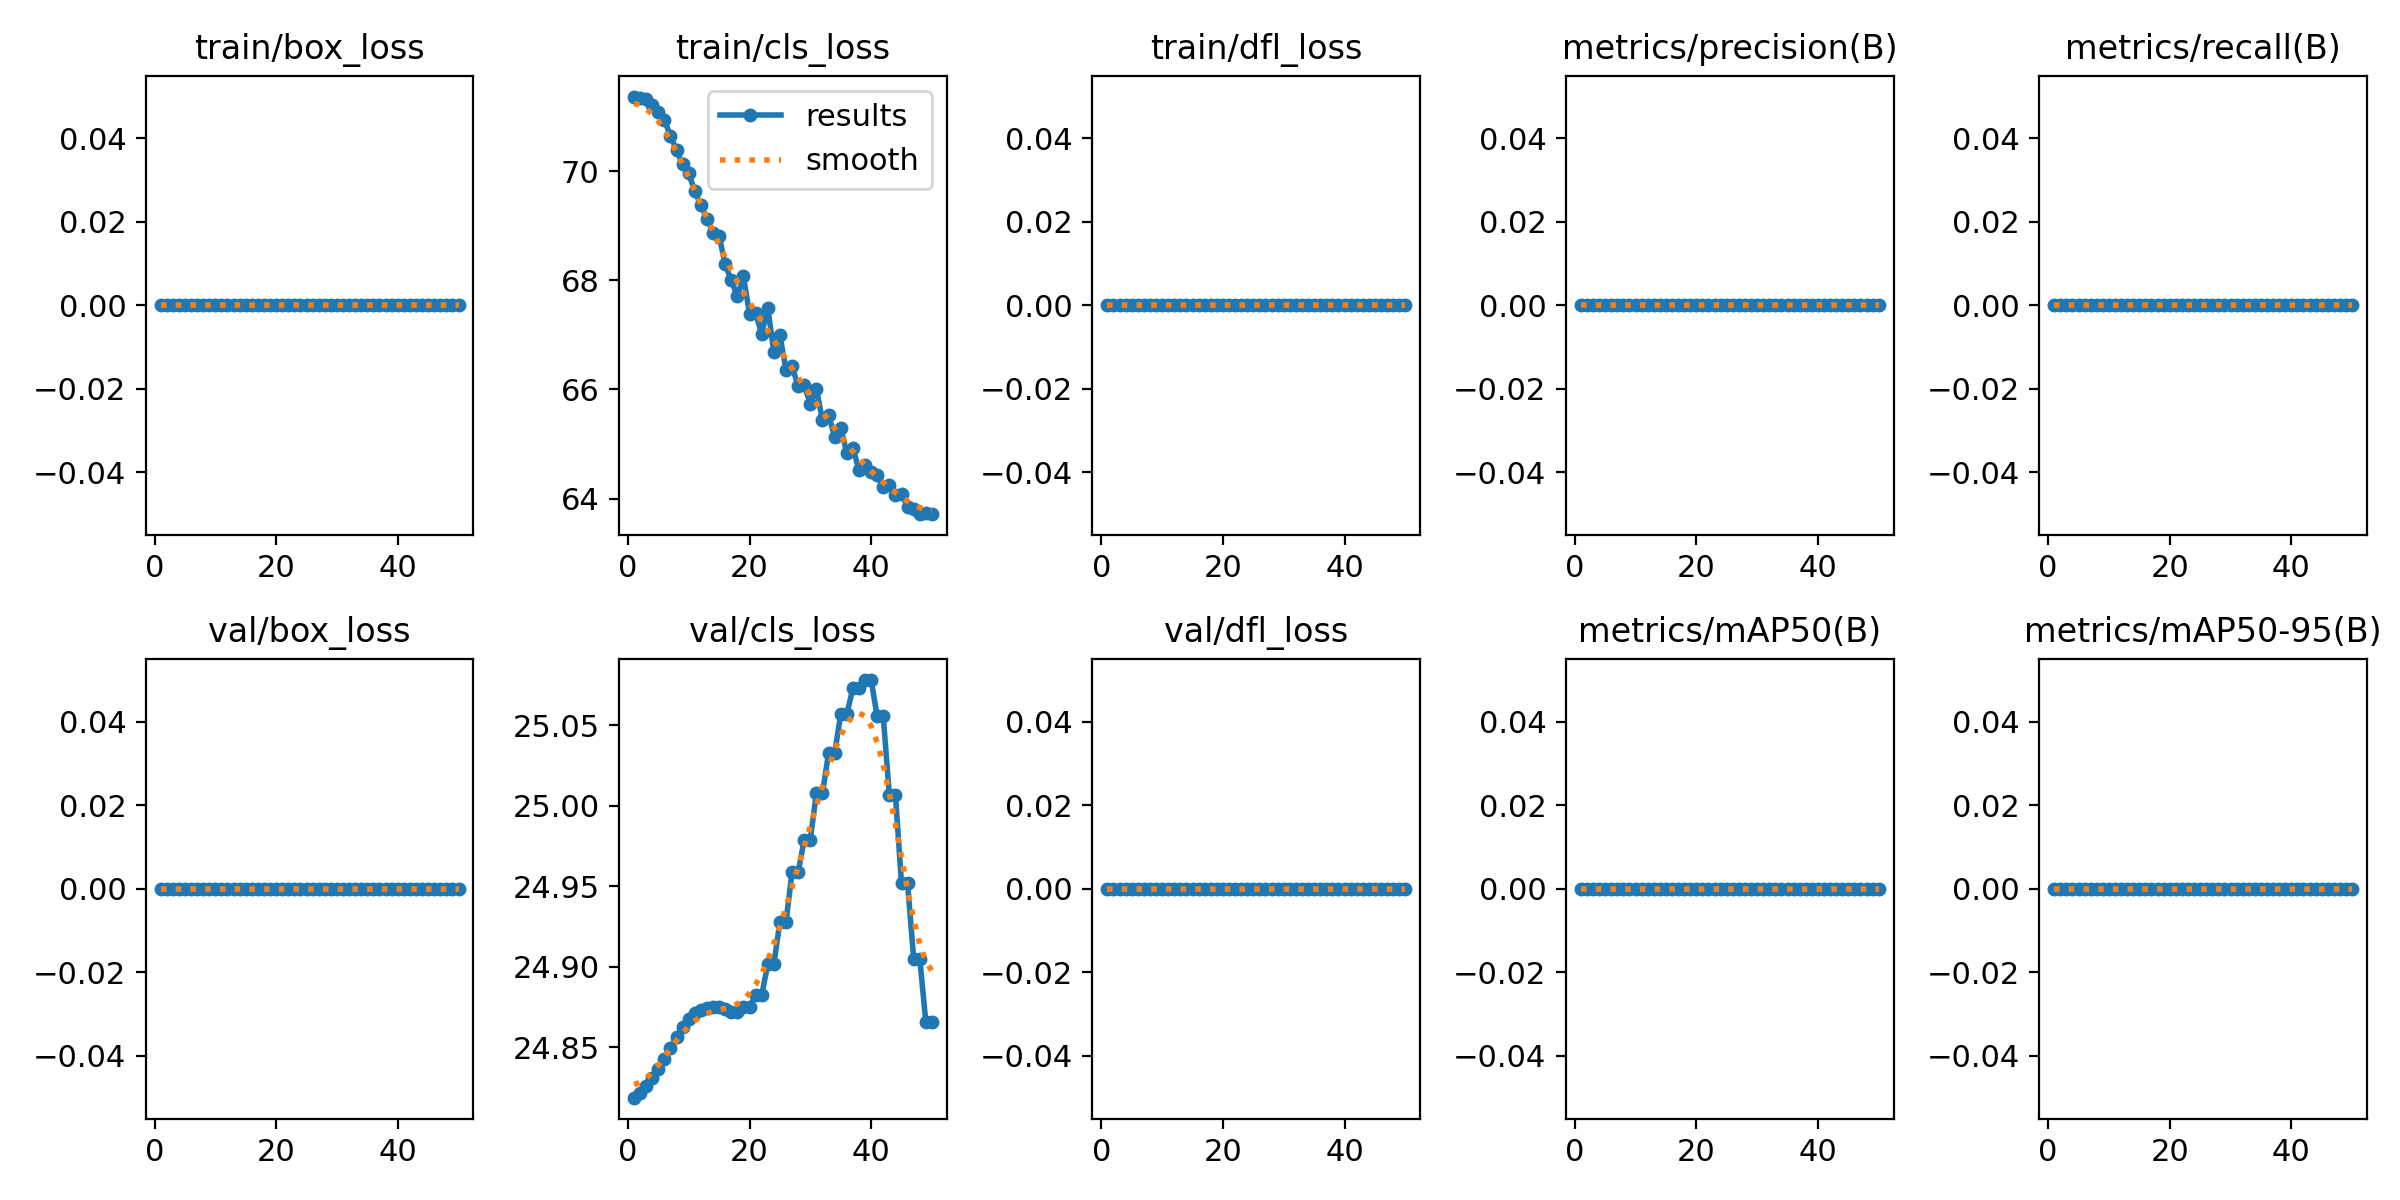 train/box_loss
train/cls_loss
train/dfl_loss
metrics/precision(B)
metrics/recall(B)
results
smooth
0.04
0.02
0.00
−0.02
−0.04
0 20 40
70
68
66
64
0 20 40
0.04
0.02
0.00
−0.02
−0.04
0 20 40
0.04
0.02
0.00
−0.02
−0.04
0 20 40
0.04
0.02
0.00
−0.02
−0.04
0 20 40
val/box_loss
val/cls_loss
val/dfl_loss
metrics/mAP50(B)
metrics/mAP50-95(B)
0.04
0.02
0.00
−0.02
−0.04
0 20 40
25.05
25.00
24.95
24.90
24.85
0 20 40
0.04
0.02
0.00
−0.02
−0.04
0 20 40
0.04
0.02
0.00
−0.02
−0.04
0 20 40
0.04
0.02
0.00
−0.02
−0.04
0 20 40